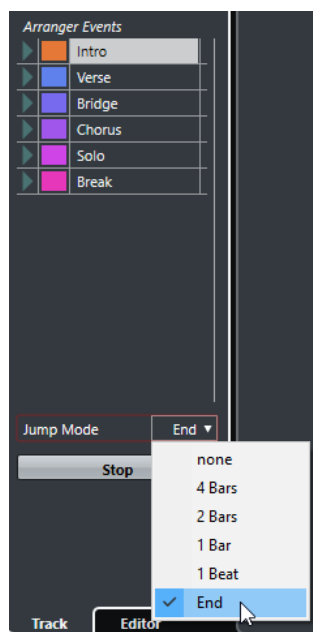 Arranger Events
Intro
Verse
Bridge
Chorus
Solo
Break
Jump Mode End
Stop
none
4 Bars
2 Bars
1 Bar
1 Beat
End
Track Editor